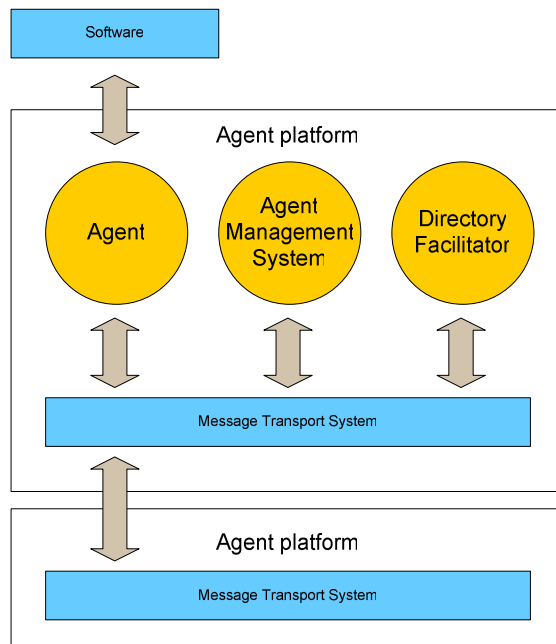 Software
Agent platform
Agent
Agent
Management
System
Directory
Facilitator
Message Transport System
Agent platform
Message Transport System